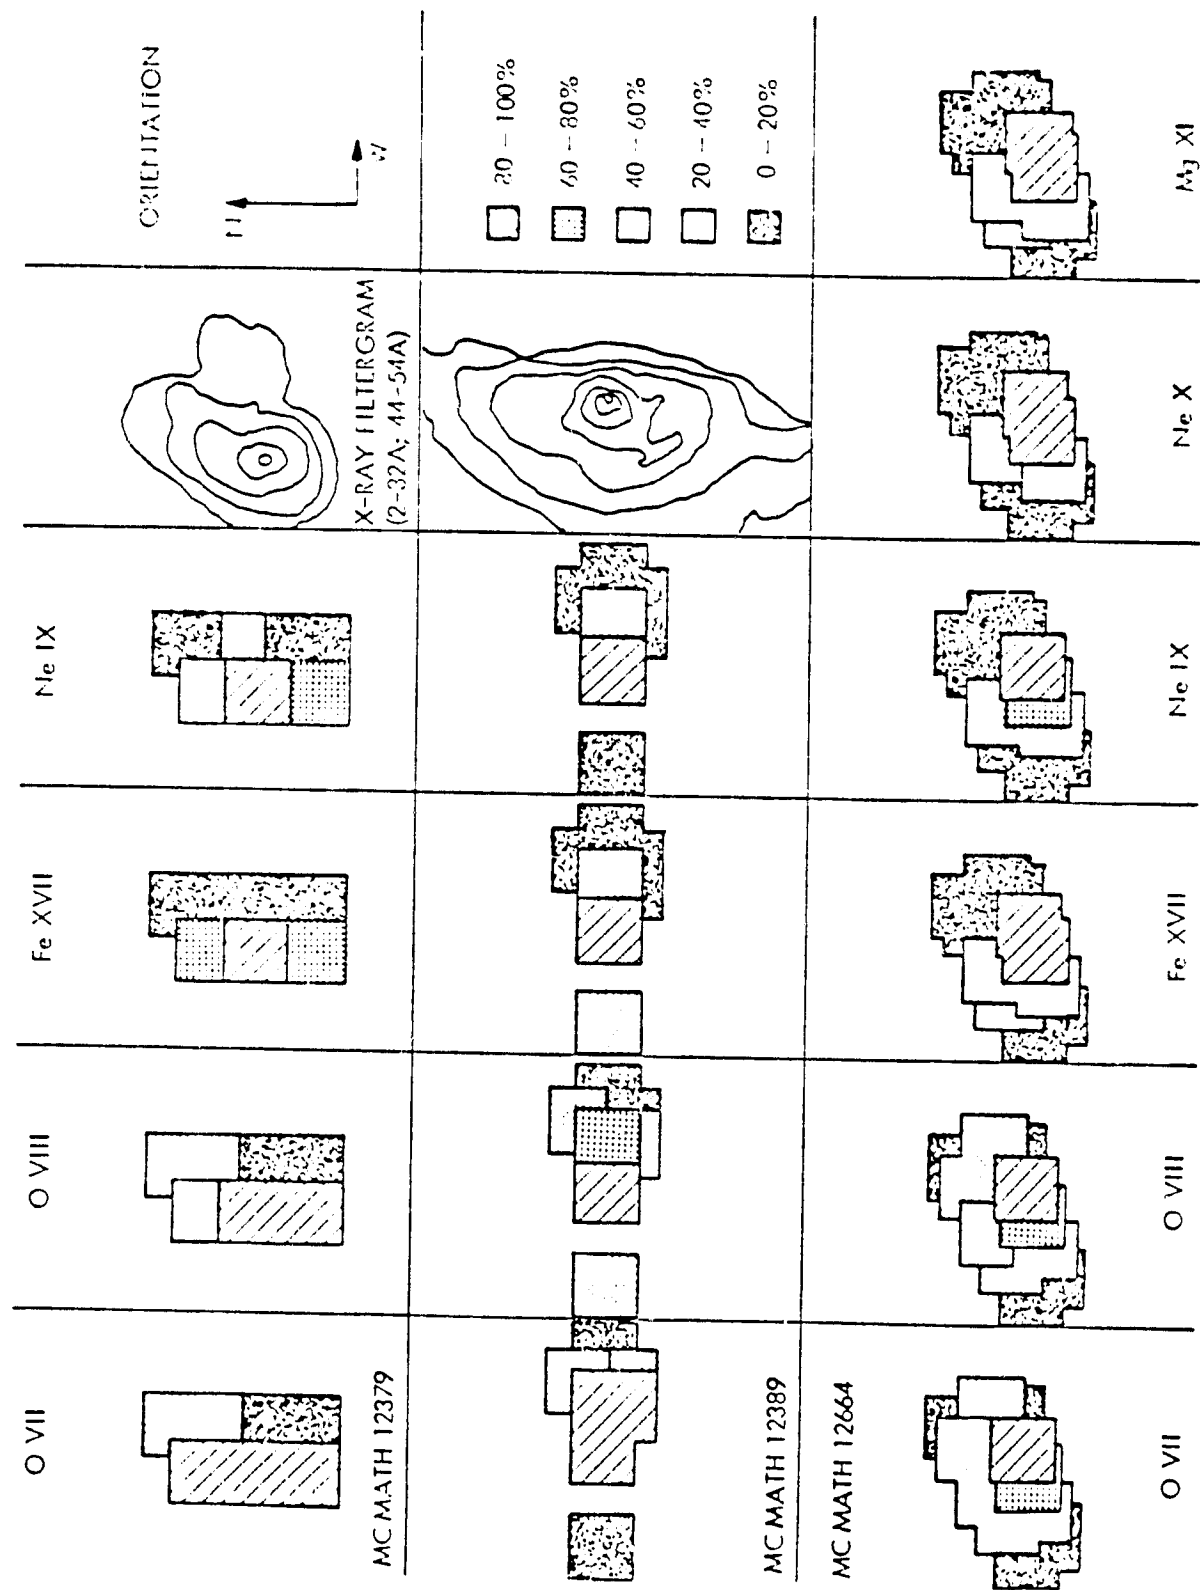 O VII
O VIII
Fe XVII
Ne IX
ORIENTATION
N
W
X-RAY FILTERGRAM
(2-32A; 44-54A)
MC MATH 12379
80 - 100%
60 - 80%
40 - 60%
20 - 40%
0 - 20%
MC MATH 12389
MC MATH 12664
O VII
O VIII
Fe XVII
Ne IX
Ne X
Mg XI